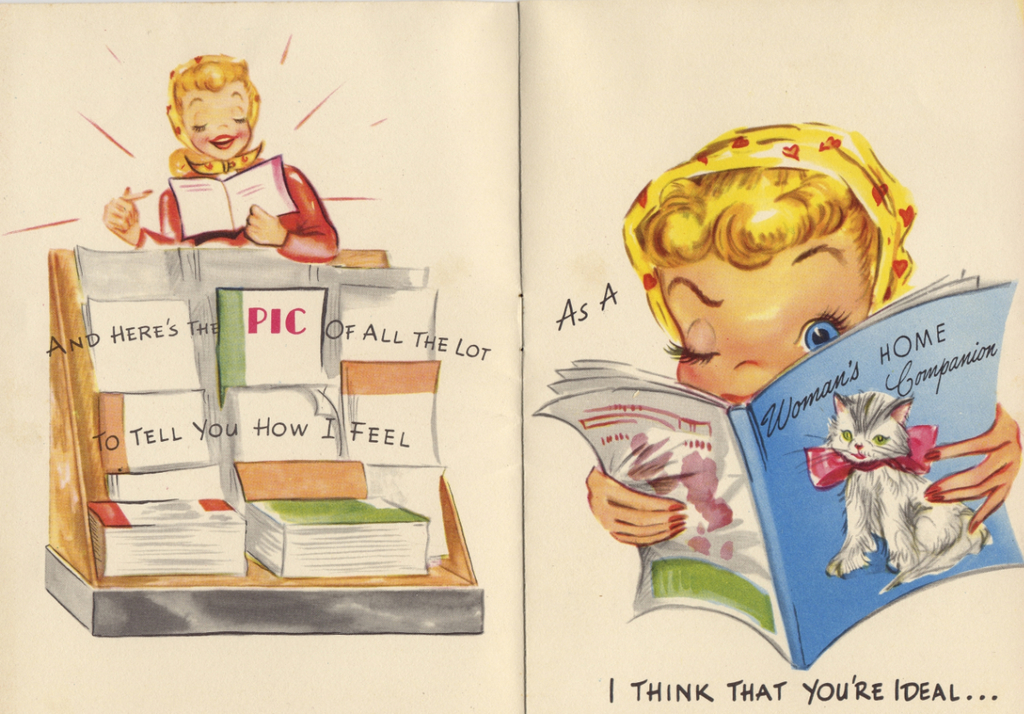 AND HERE'S THE PIC OF ALL THE LOT
TO TELL YOU HOW I FEEL
AS A
Woman's HOME
Companion
I THINK THAT YOU'RE IDEAL...